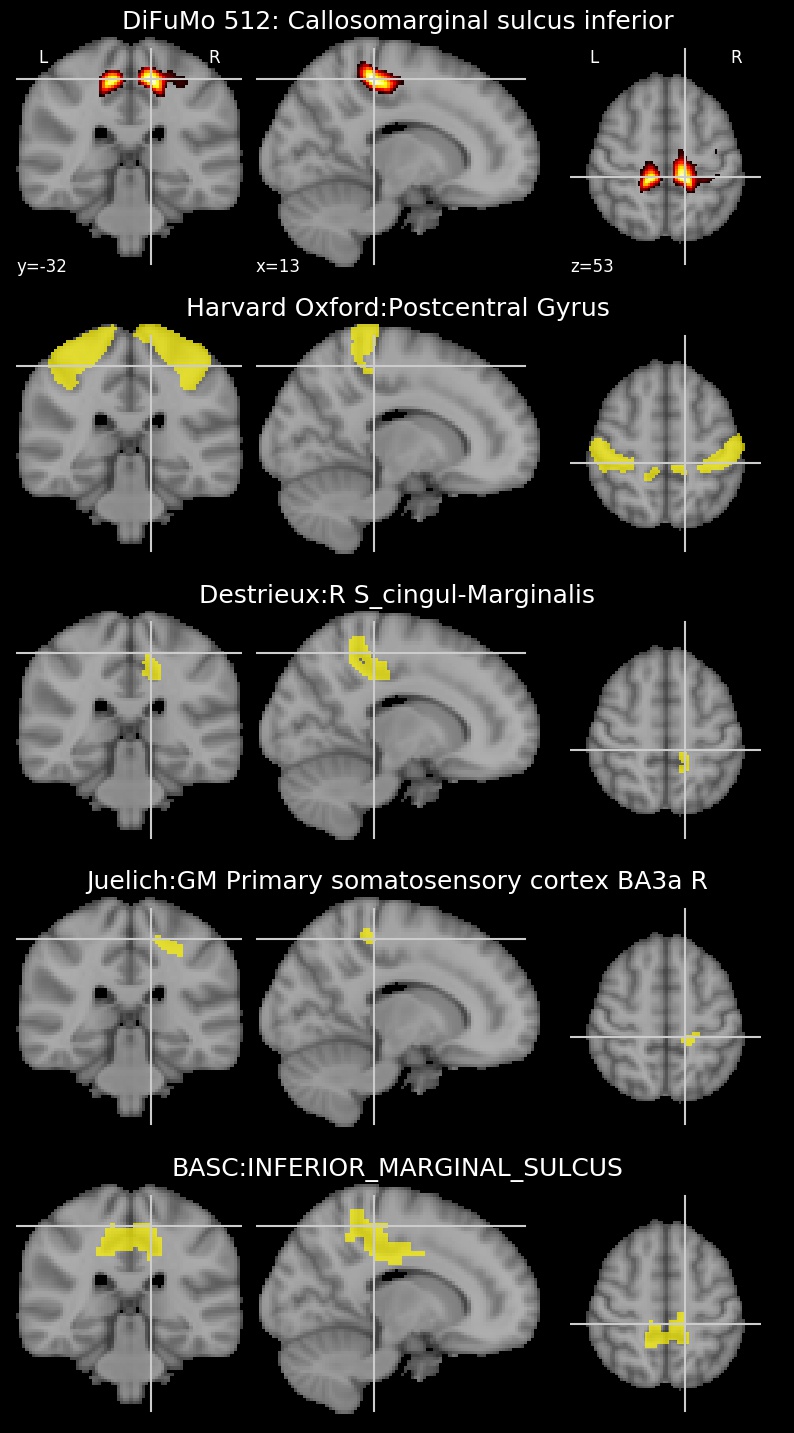 DiFuMo 512: Callosomarginal sulcus inferior
L R L R
y=-32 x=13 z=53
Harvard Oxford:Postcentral Gyrus
Destrieux:R S_cingul-Marginalis
Juelich:GM Primary somatosensory cortex BA3a R
BASC:INFERIOR_MARGINAL_SULCUS